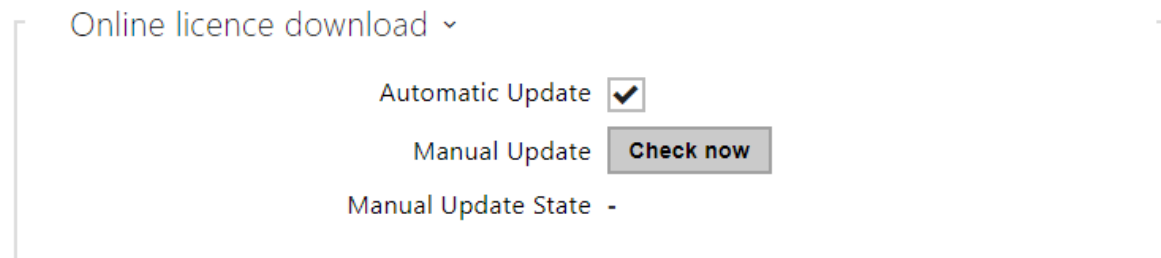 Online licence download
Automatic Update
Manual Update Check now
Manual Update State -